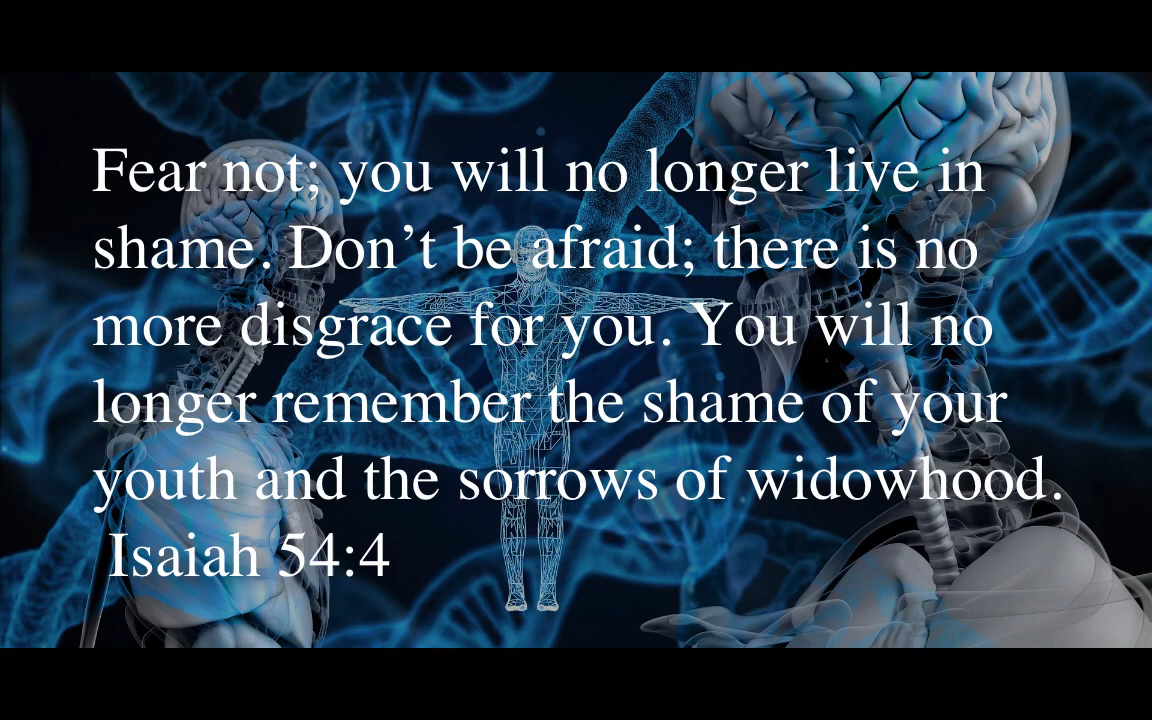 Fear not; you will no longer live in
shame. Don’t be afraid; there is no
more disgrace for you. You will no
longer remember the shame of your
youth and the sorrows of widowhood.
Isaiah 54:4